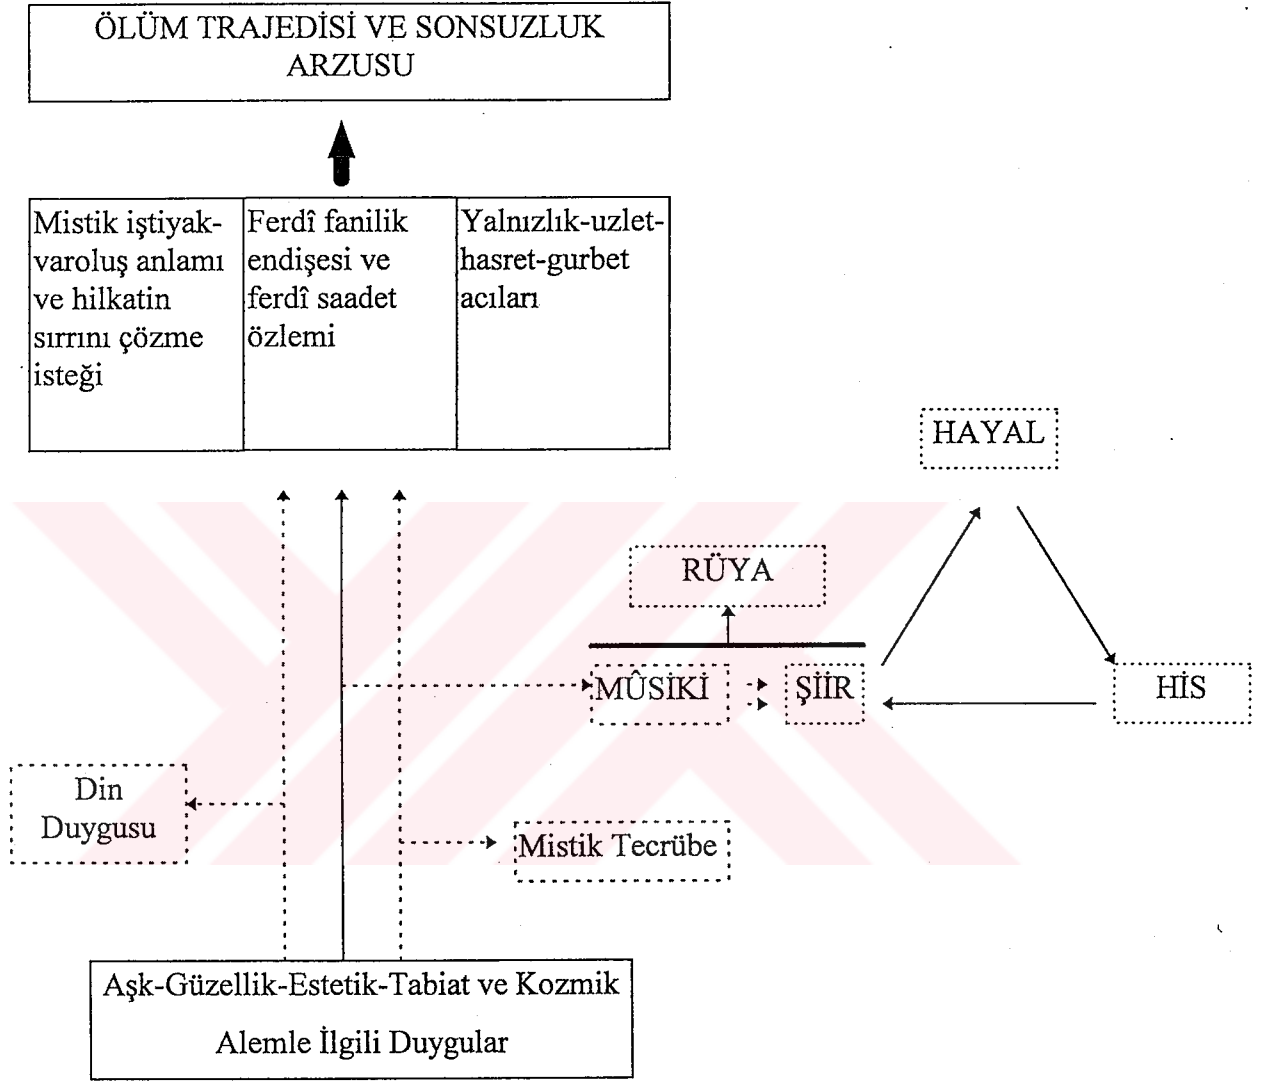 ÖLÜM TRAJEDİSİ VE SONSUZLUK
ARZUSU
Mistik iştiyak-
varoluş anlamı
ve hilkatin
sırrını çözme
isteği
Ferdî fanilik
endişesi ve
ferdî saadet
özlemi
Yalnızlık-uzlet-
hasret-gurbet
acıları
HAYAL
RÜYA
MÛSİKİ
ŞİİR
HİS
Din
Duygusu
Mistik Tecrübe
Aşk-Güzellik-Estetik-Tabiat ve Kozmik
Alemle İlgili Duygular